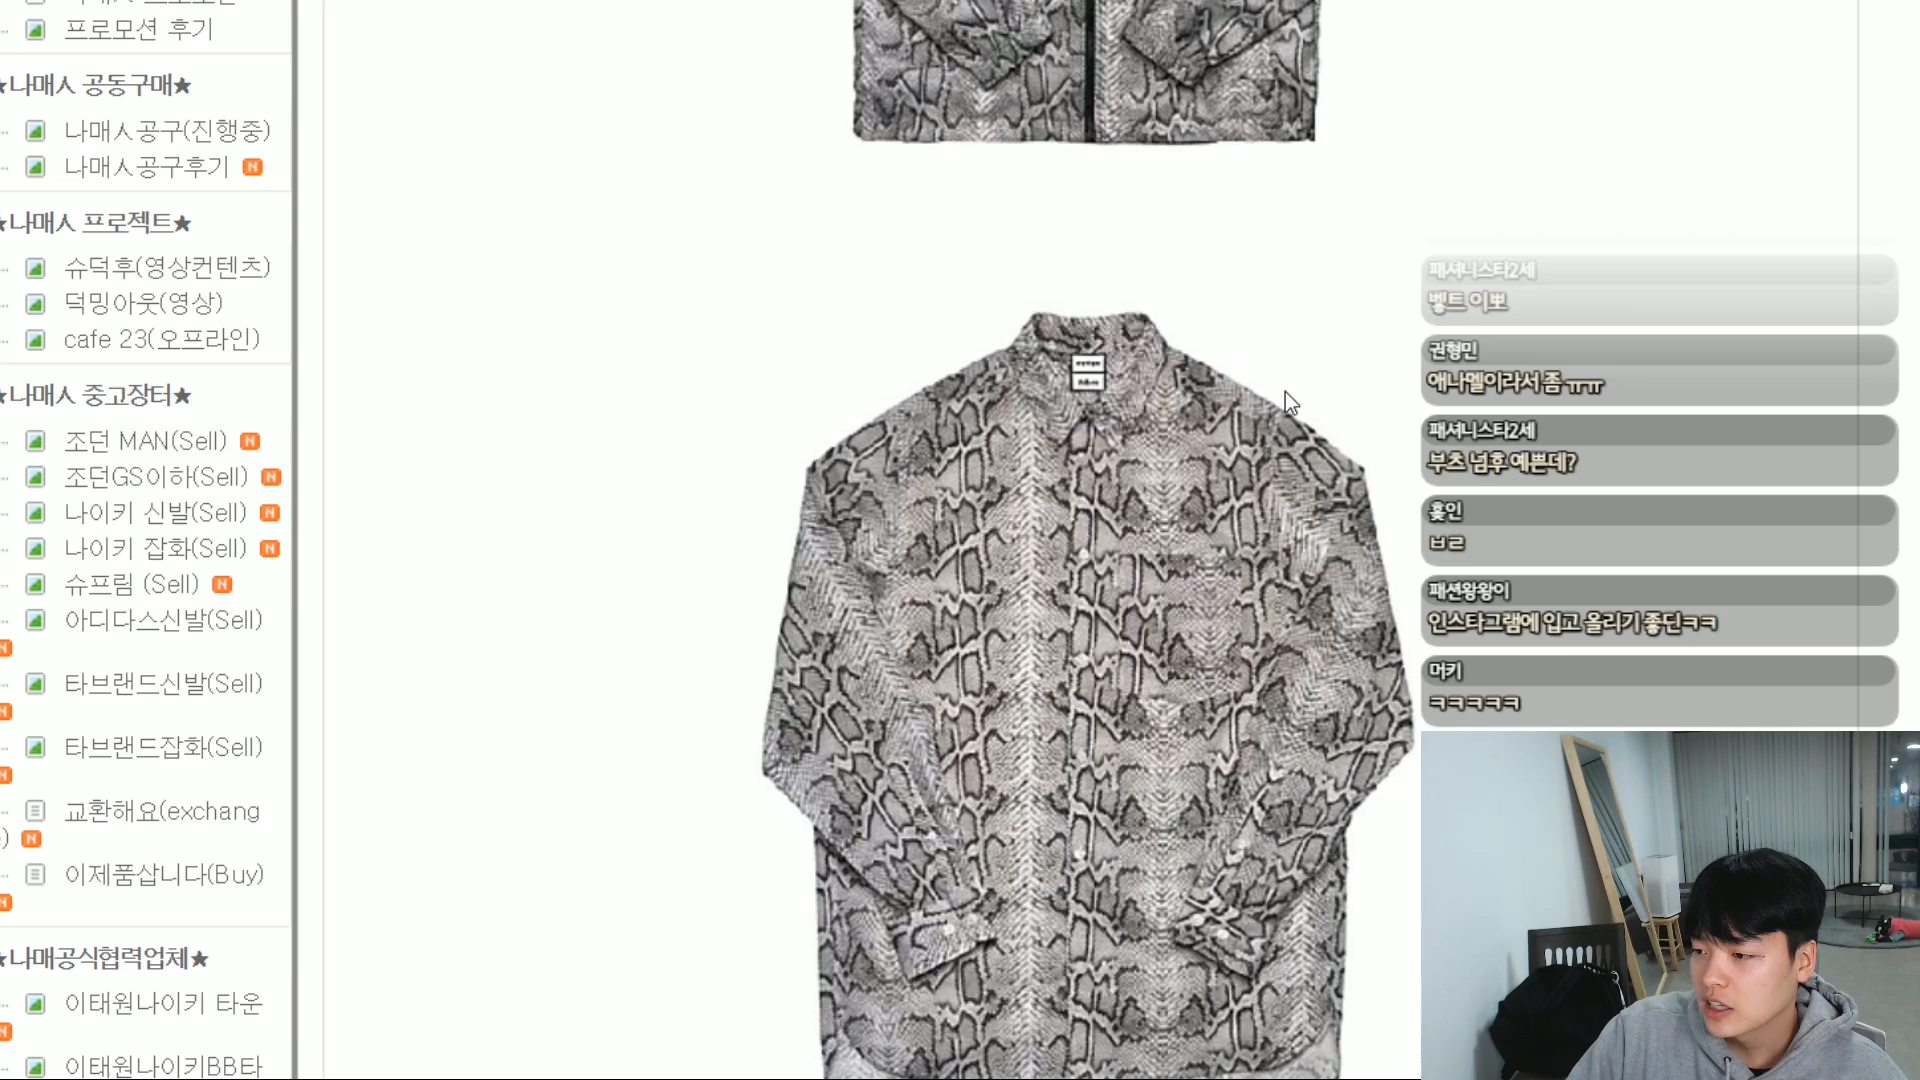 프로모션 후기
★나매人 공동구매★
나매人공구(진행중)
나매人공구후기 N
★나매人 프로젝트★
슈덕후(영상컨텐츠)
덕밍아웃(영상)
cafe 23(오프라인)
★나매人 중고장터★
조던 MAN(Sell) N
조던GS이하(Sell) N
나이키 신발(Sell) N
나이키 잡화(Sell) N
슈프림 (Sell) N
아디다스신발(Sell)
N
타브랜드신발(Sell)
N
타브랜드잡화(Sell)
N
교환해요(exchang
e) N
이제품삽니다(Buy)
N
★나매공식협력업체★
이태원나이키 타운
N
이태원나이키BB타
패셔니스타2세
벨트 이뽀
권형민
애나멜이라서 좀 ㅠㅠ
패셔니스타2세
부츠 넘후 예쁜데?
훚인
ㅂㄹ
패션왕왕이
인스타그램에 입고 올리기 좋딘ㅋㅋ
머키
ㅋㅋㅋㅋㅋ